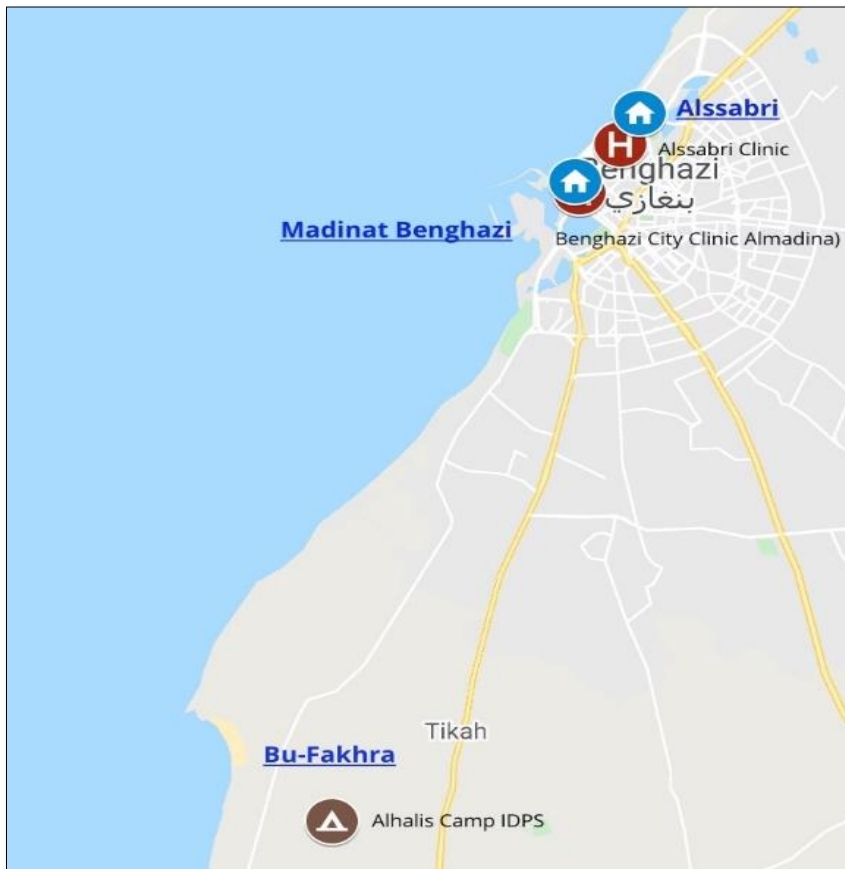 Alssabri
H
Alssabri Clinic
Benghazi
بنغازي
Madinat Benghazi
Benghazi City Clinic Almadina)
Tikah
Bu-Fakhra
Alhalis Camp IDPS